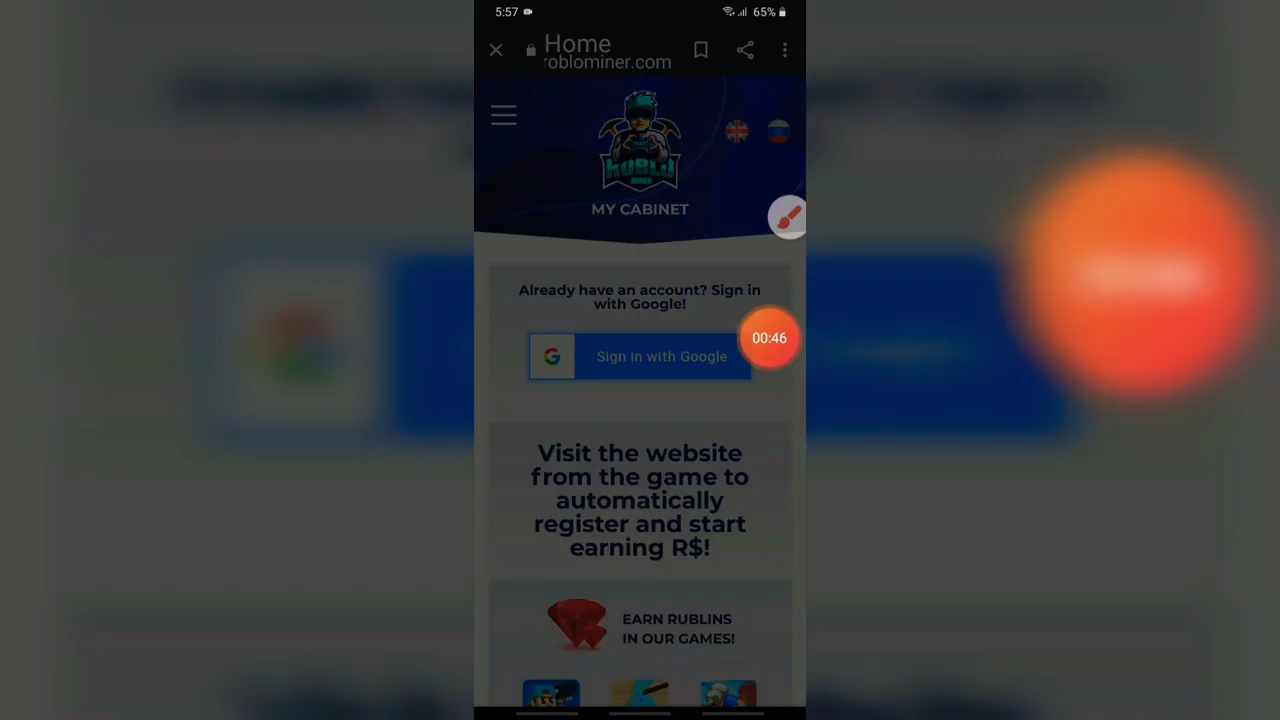 5:57
65%
Home
roblominer.com
ROBLO
MINER
MY CABINET
Already have an account? Sign in
with Google!
Sign in with Google
00:46
Visit the website
from the game to
automatically
register and start
earning R$!
EARN RUBLINS
IN OUR GAMES!